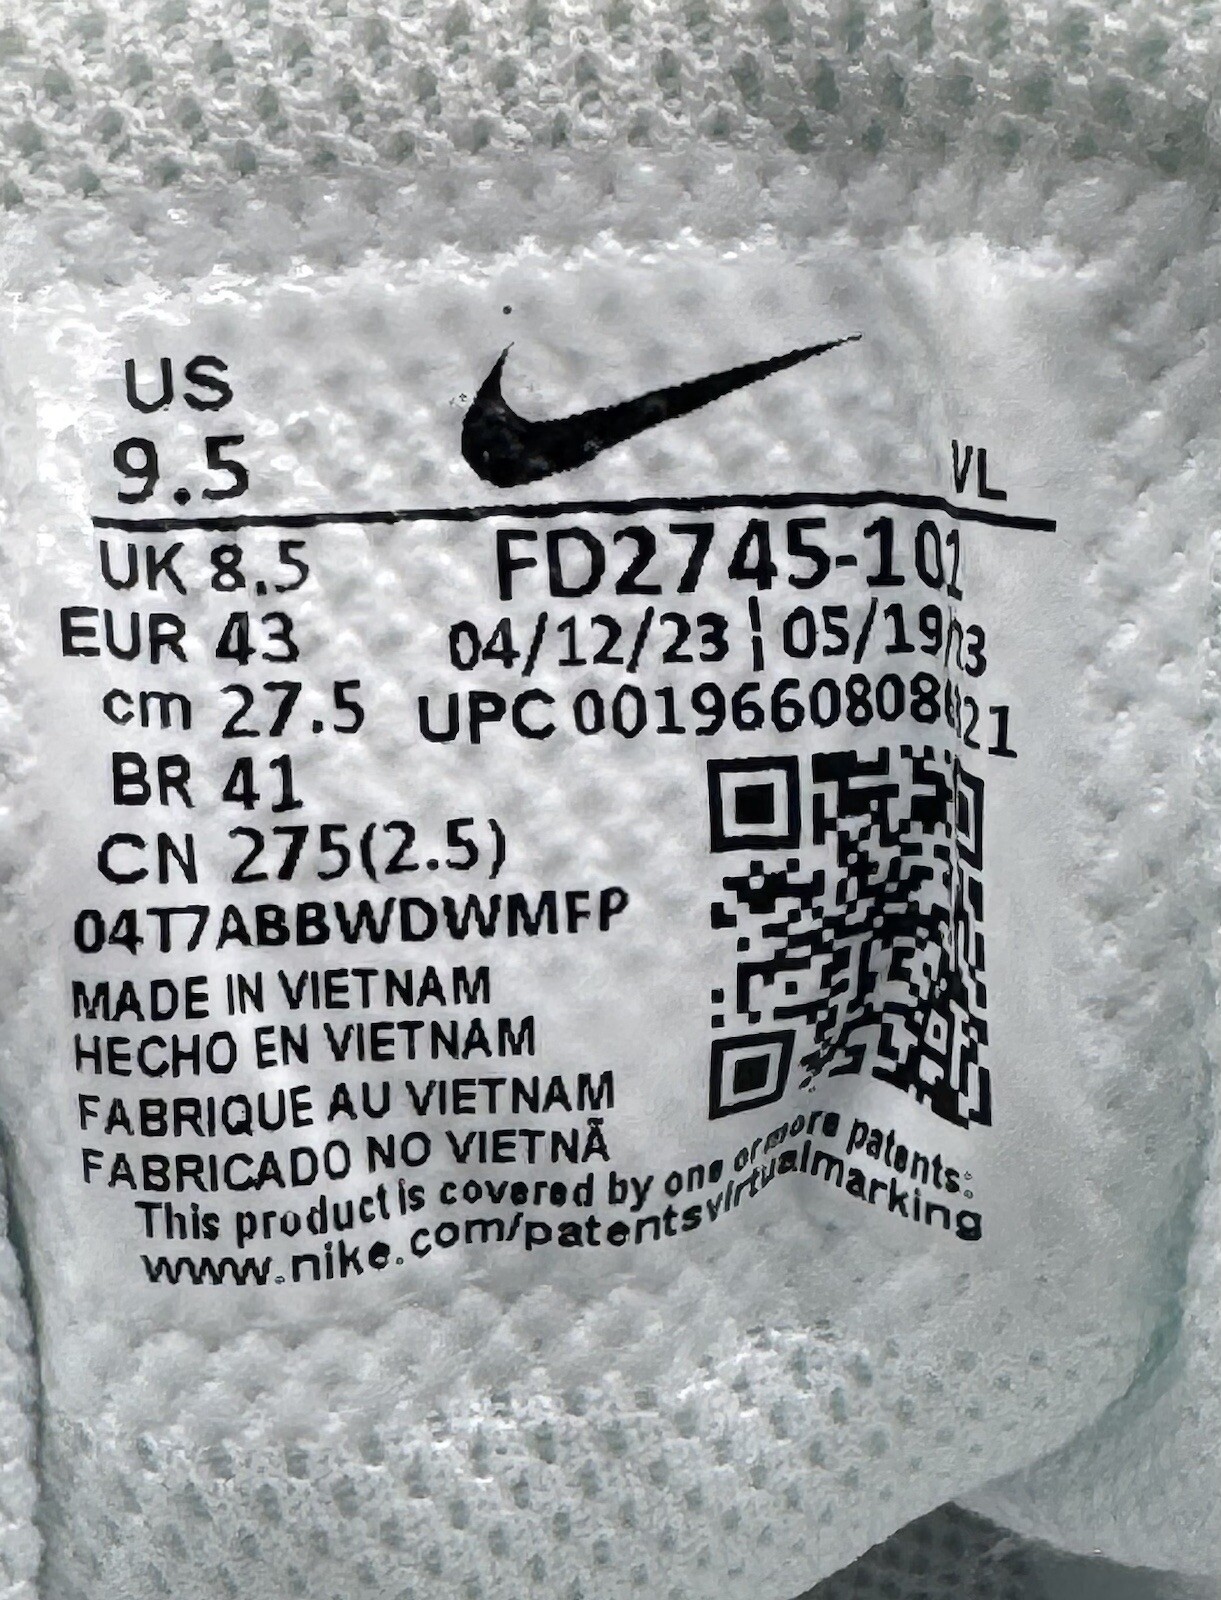 US
9.5
VL
UK 8.5
FD2745-101
EUR 43
04/12/23 ¦
cm 27.5
UPC
BR 41
CN 275(2.5)
04T7ABBWDWMFP
MADE IN VIETNAM
HECHO EN VIETNAM
FABRIQUE AU VIETNAM
FABRICADO NO VIETNÃ
This product is covered by one or more patents:
www.nike.com/patentsvirtualmarking